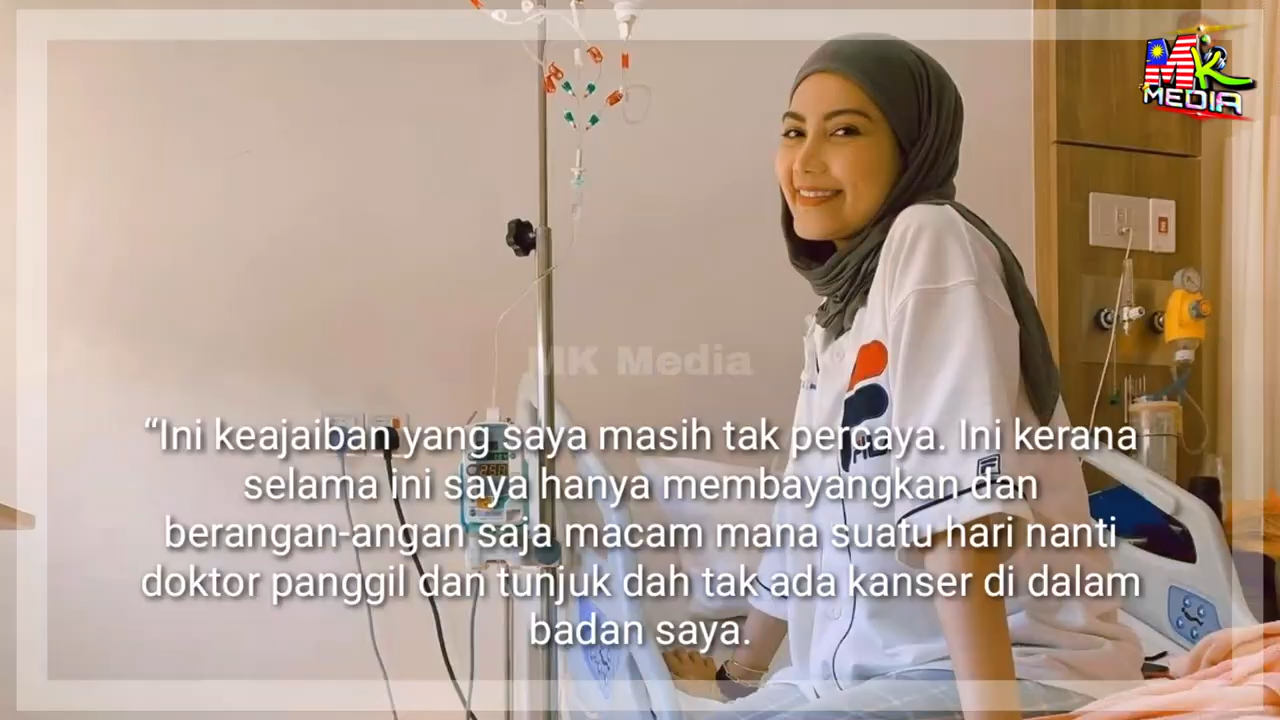 MK
MEDIA
MK Media
“Ini keajaiban yang saya masih tak percaya. Ini kerana
selama ini saya hanya membayangkan dan
berangan-angan saja macam mana suatu hari nanti
doktor panggil dan tunjuk dah tak ada kanser di dalam
badan saya.